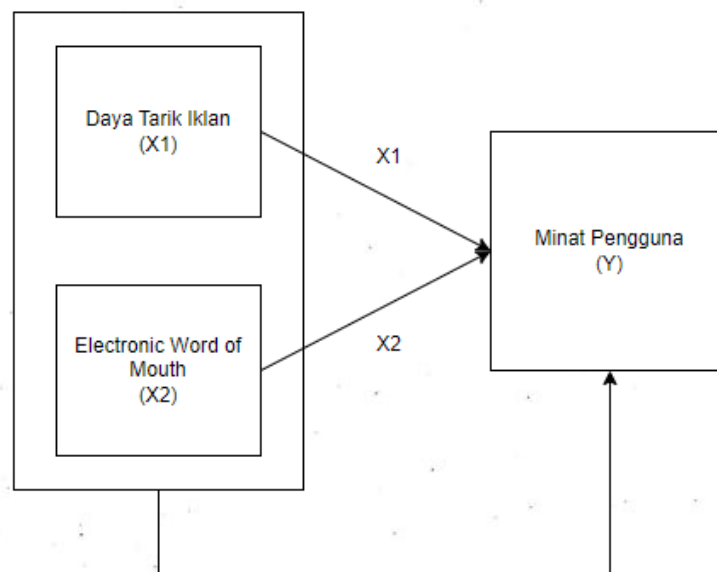 Daya Tarik Iklan
(X1)
X1
Minat Pengguna
(Y)
Electronic Word of
Mouth
(X2)
X2